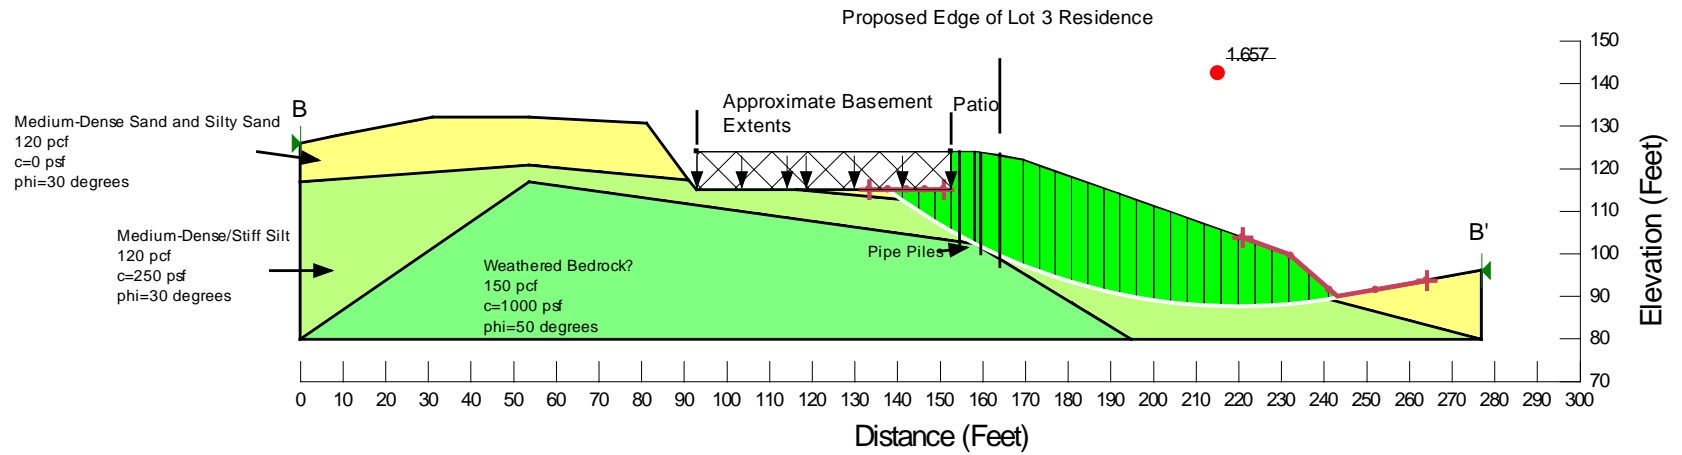 Proposed Edge of Lot 3 Residence
1.657
150
140
130
120
110
100
90
80
70
Elevation (Feet)
B
Medium-Dense Sand and Silty Sand
120 pcf
c=0 psf
phi=30 degrees
Approximate Basement
Extents
Patio
Medium-Dense/Stiff Silt
120 pcf
c=250 psf
phi=30 degrees
Weathered Bedrock?
150 pcf
c=1000 psf
phi=50 degrees
Pipe Piles
B'
0 10 20 30 40 50 60 70 80 90 100 110 120 130 140 150 160 170 180 190 200 210 220 230 240 250 260 270 280 290 300
Distance (Feet)